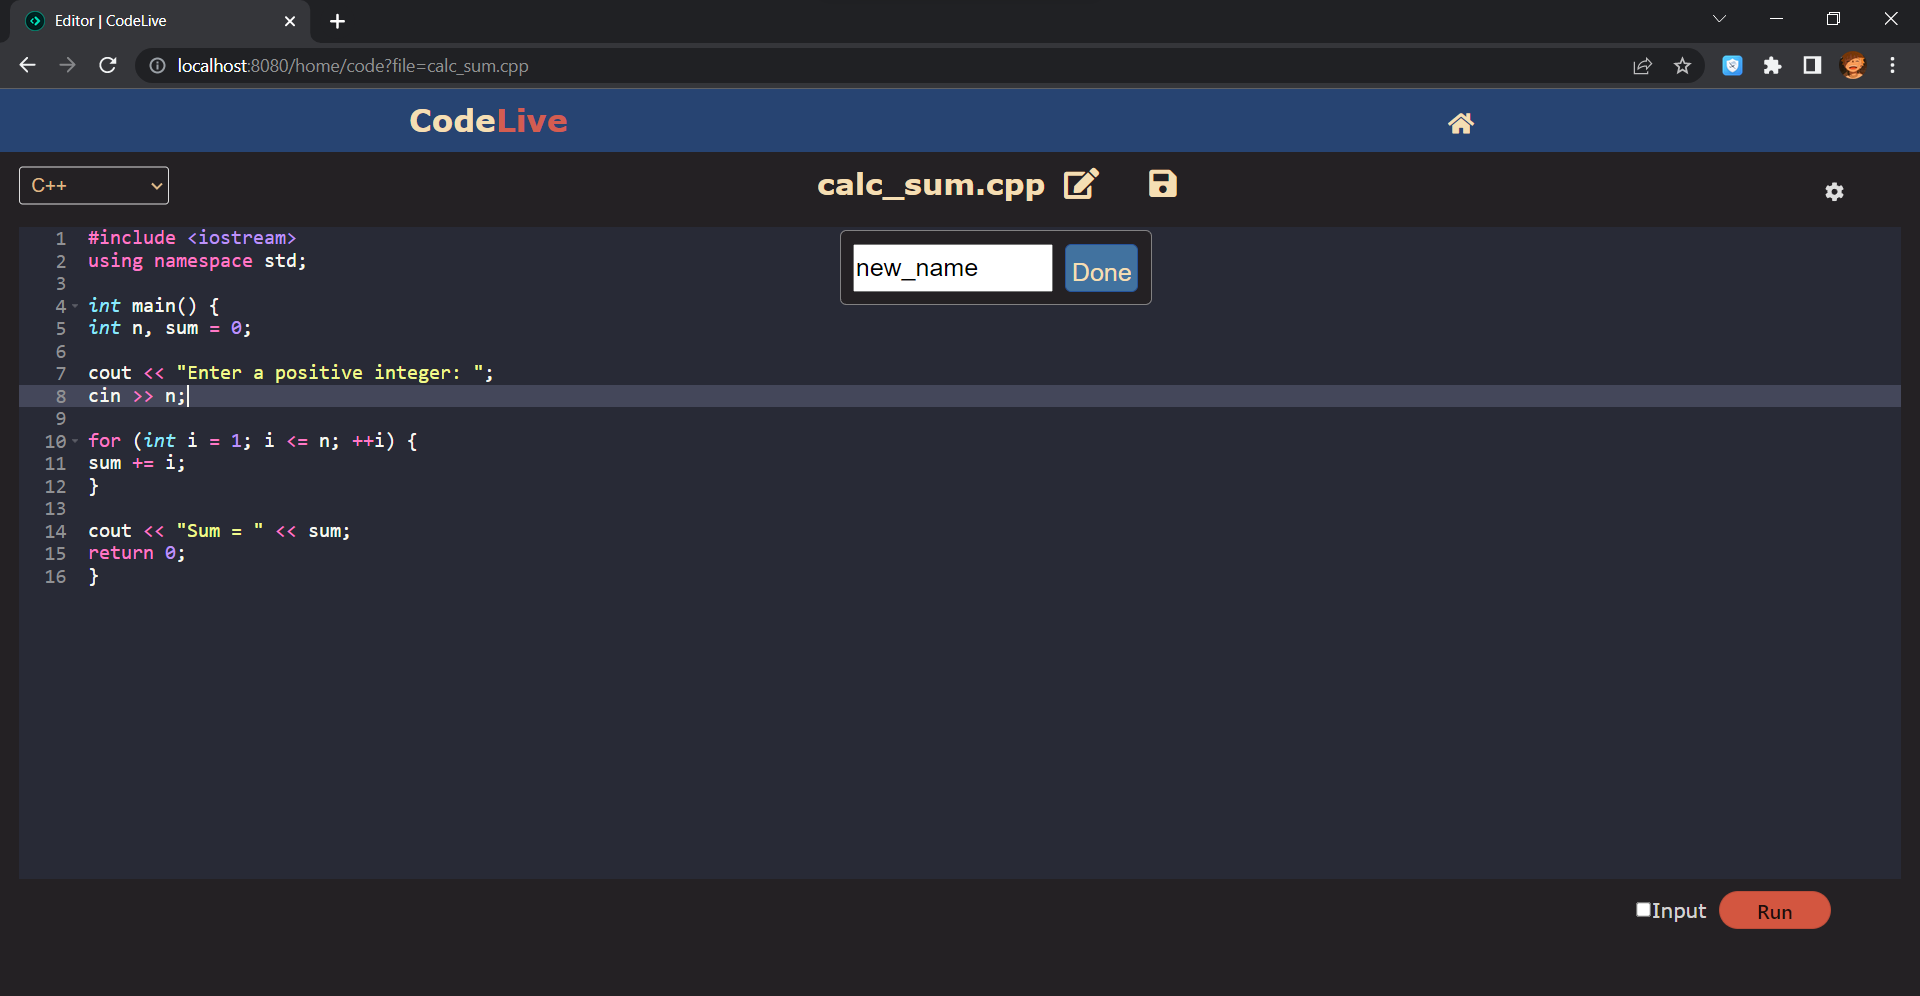 Editor | CodeLive
localhost:8080/home/code?file=calc_sum.cpp
CodeLive
C++
calc_sum.cpp
new_name
Done
1 #include <iostream>
2 using namespace std;
3
4 int main() {
5 int n, sum = 0;
6
7 cout << "Enter a positive integer: ";
8 cin >> n;
9
10 for (int i = 1; i <= n; ++i) {
11 sum += i;
12 }
13
14 cout << "Sum = " << sum;
15 return 0;
16 }
Input
Run